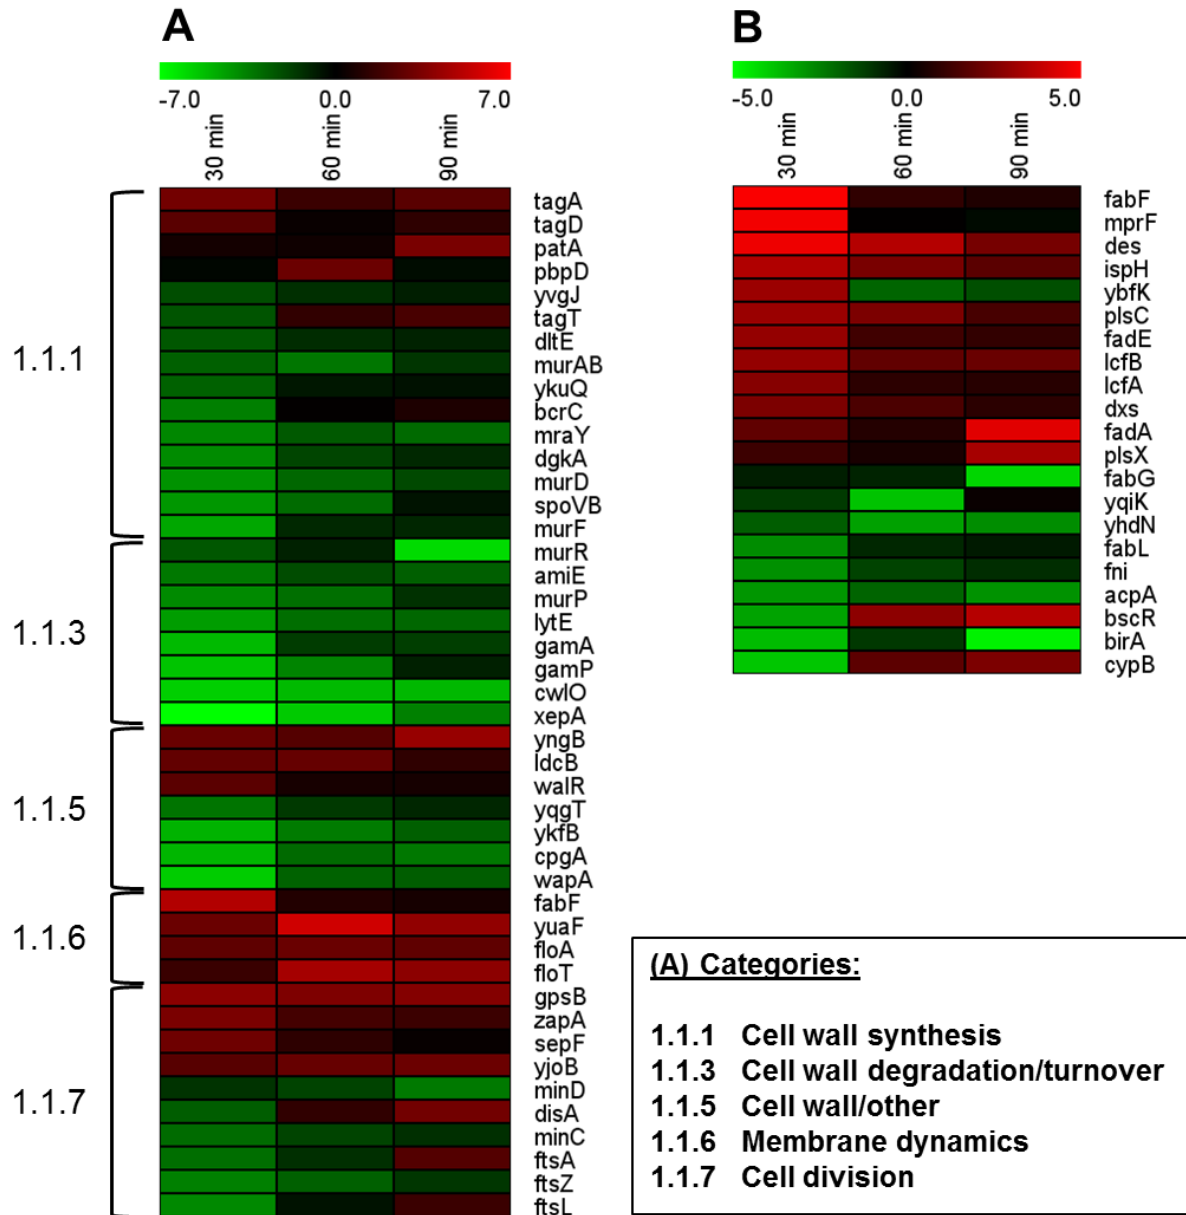 A
-7.0 0.0 7.0
30 min 60 min 90 min
1.1.1
tagA
tagD
patA
pbpD
yvgJ
tagT
dltE
murAB
ykuQ
bcrC
mraY
dgkA
murD
spoVB
murF
1.1.3
murR
amiE
murP
lytE
gamA
gamP
cwlO
xepA
1.1.5
yngB
ldcB
walR
yqgT
ykfB
cpgA
wapA
1.1.6
fabF
yuaF
floA
floT
1.1.7
gpsB
zapA
sepF
yjoB
minD
disA
minC
ftsA
ftsZ
ftsL
B
-5.0 0.0 5.0
30 min 60 min 90 min
fabF
mprF
des
ispH
ybfK
plsC
fadE
lcfB
lcfA
dxs
fadA
plsX
fabG
yqiK
yhdN
fabL
fni
acpA
bscR
birA
cypB
(A) Categories:
1.1.1 Cell wall synthesis
1.1.3 Cell wall degradation/turnover
1.1.5 Cell wall/other
1.1.6 Membrane dynamics
1.1.7 Cell division